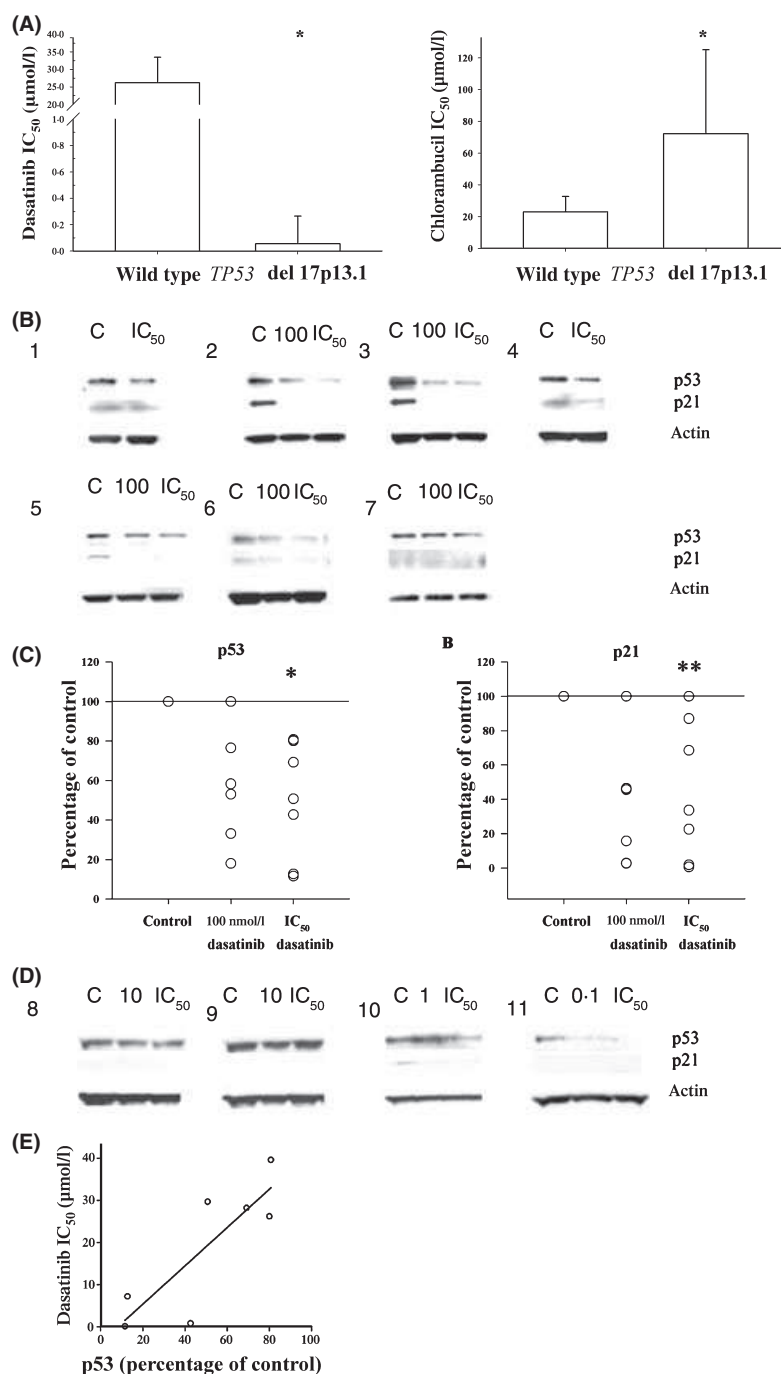 (A)
Dasatinib IC50 (µmol/l)
40·0
35·0
30·0
25·0
20·0
1·0
0·8
0·6
0·4
0·2
0·0
*
Wild type TP53 del 17p13.1
Chlorambucil IC50 (µmol/l)
120
100
80
60
40
20
0
*
Wild type TP53 del 17p13.1
(B)
1 C IC50
2 C 100 IC50
3 C 100 IC50
4 C IC50
p53
p21
Actin
5 C 100 IC50
6 C 100 IC50
7 C 100 IC50
p53
p21
Actin
(C)
p53
Percentage of control
120
100
80
60
40
20
0
*
Control 100 nmol/l dasatinib IC50 dasatinib
B
p21
Percentage of control
120
100
80
60
40
20
0
**
Control 100 nmol/l dasatinib IC50 dasatinib
(D)
8 C 10 IC50
9 C 10 IC50
10 C 1 IC50
11 C 0·1 IC50
p53
p21
Actin
(E)
Dasatinib IC50 (µmol/l)
40
30
20
10
0
0 20 40 60 80 100
p53 (percentage of control)